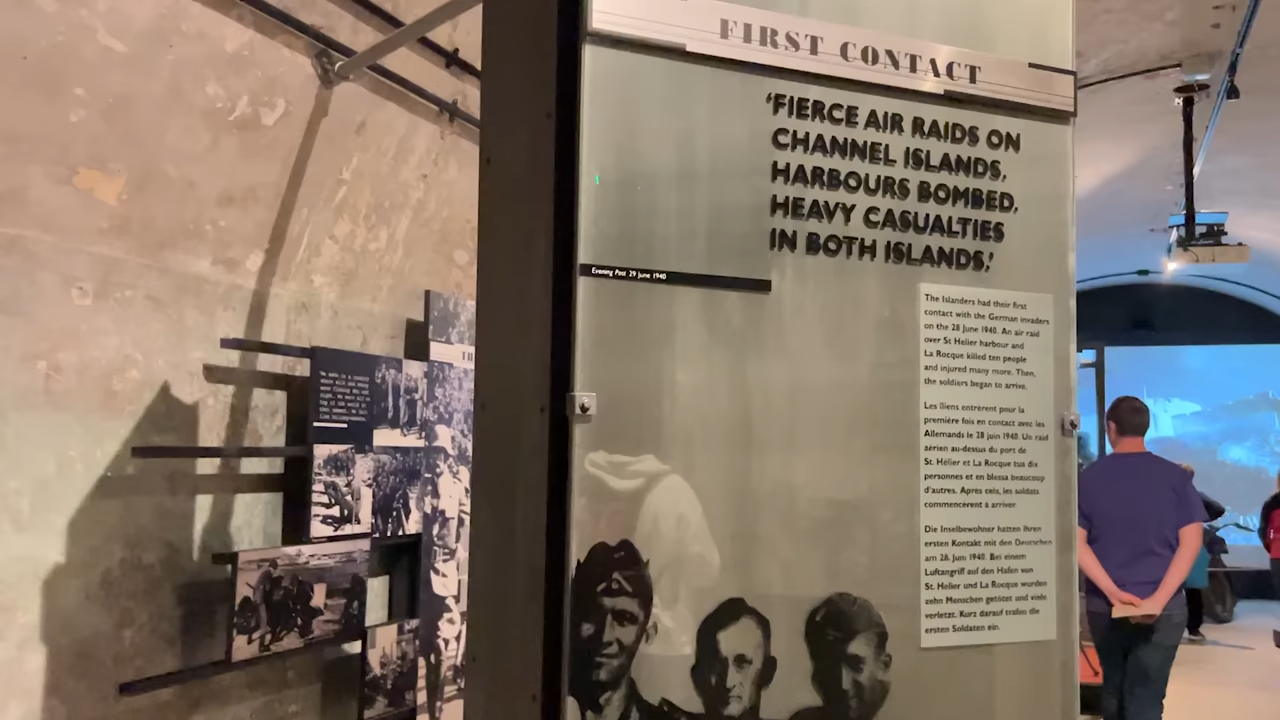 FIRST CONTACT
‘FIERCE AIR RAIDS ON
CHANNEL ISLANDS.
HARBOURS BOMBED.
HEAVY CASUALTIES
IN BOTH ISLANDS.’
Evening Post 29 June 1940
The Islanders had their first
contact with the German invaders
on the 28 June 1940. An air raid
over St Helier harbour and
La Rocque killed ten people
and injured many more. Then,
the soldiers began to arrive.
Les îliens entrèrent pour la
première fois en contact avec les
Allemands le 28 juin 1940. Un raid
aérien au-dessus du port de
St. Hélier et La Rocque tua dix
personnes et en blessa beaucoup
d'autres. Après cela, les soldats
commencèrent à arriver
Die Inselbewohner hatten ihren
ersten Kontakt mit den Deutschen
am 28. Juni 1940. Bei einem
Luftangriff auf den Hafen von
St. Helier und La Rocque wurden
zehn Menschen getötet und viele
verletzt. Kurz darauf trafen die
ersten Soldaten ein.
TH